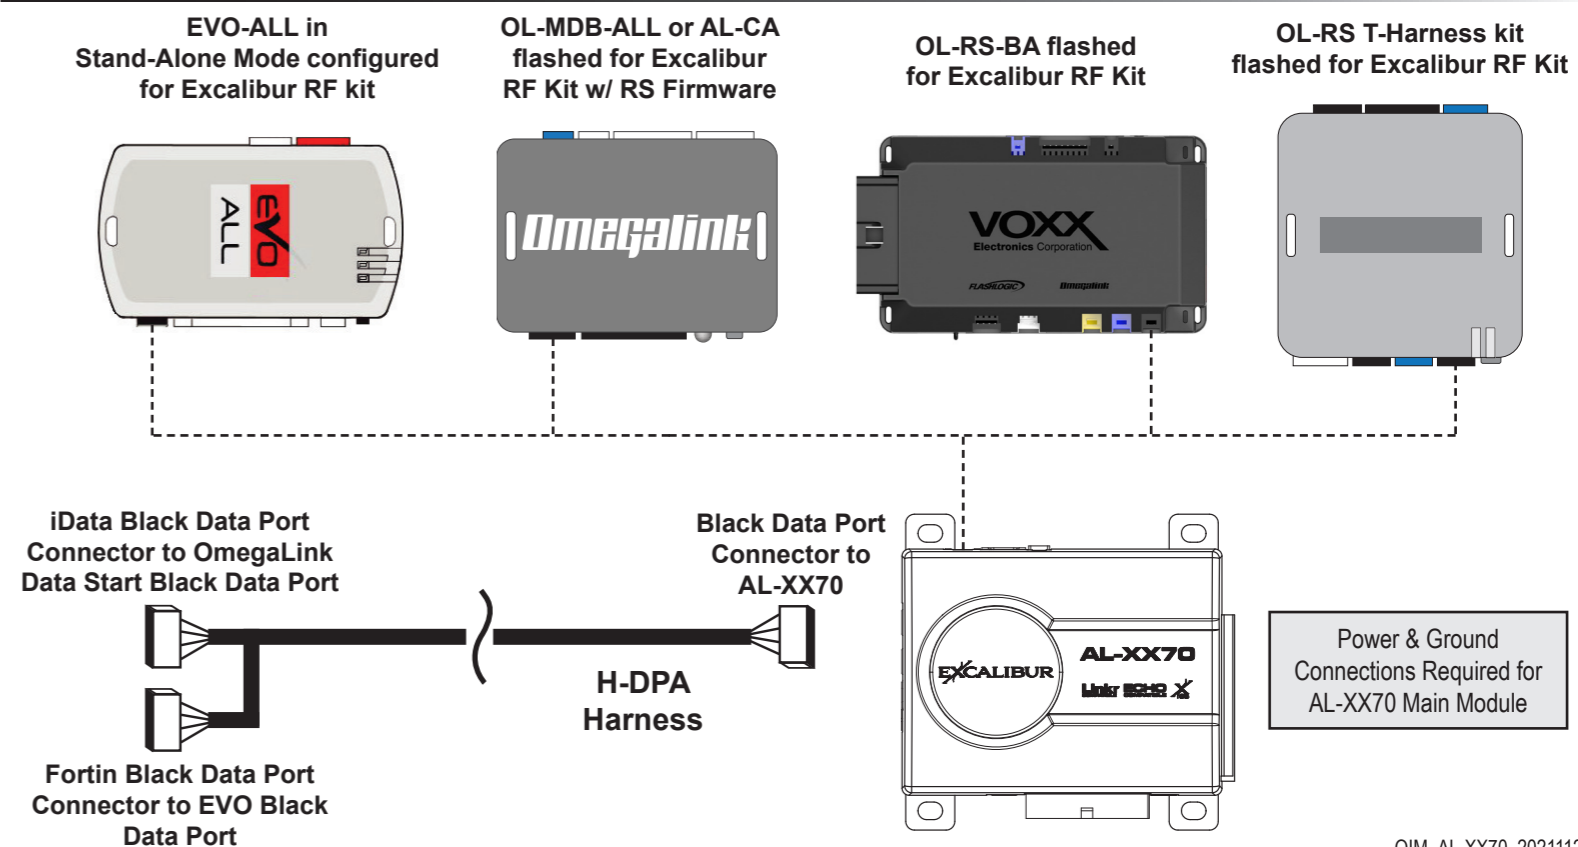 EVO-ALL in
Stand-Alone Mode configured
for Excalibur RF kit
OL-MDB-ALL or AL-CA
flashed for Excalibur
RF Kit w/ RS Firmware
OL-RS-BA flashed
for Excalibur RF Kit
OL-RS T-Harness kit
flashed for Excalibur RF Kit
EVO
ALL
Omegalink
VOXX
Electronics Corporation
FLASHLOGIC
Omegalink
iData Black Data Port
Connector to OmegaLink
Data Start Black Data Port
Black Data Port
Connector to
AL-XX70
H-DPA
Harness
Fortin Black Data Port
Connector to EVO Black
Data Port
EXCALIBUR
AL-XX70
Linkr
Power & Ground
Connections Required for
AL-XX70 Main Module